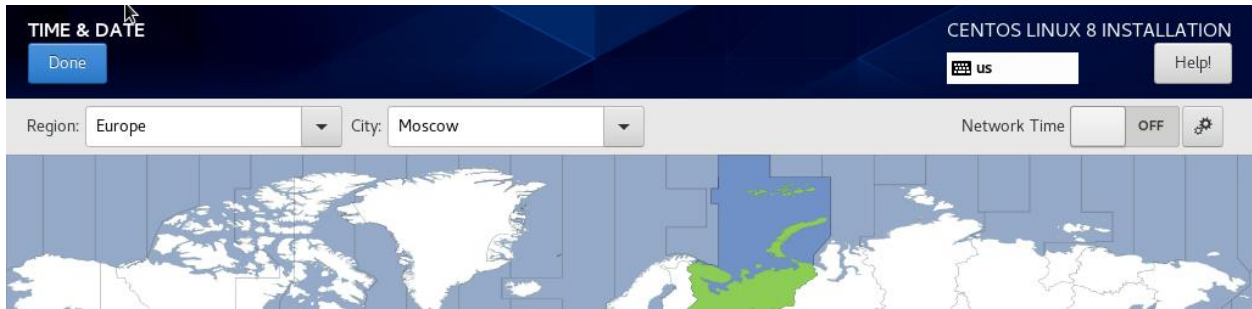 TIME & DATE
CENTOS LINUX 8 INSTALLATION
Done
us
Help!
Region: Europe City: Moscow Network Time OFF